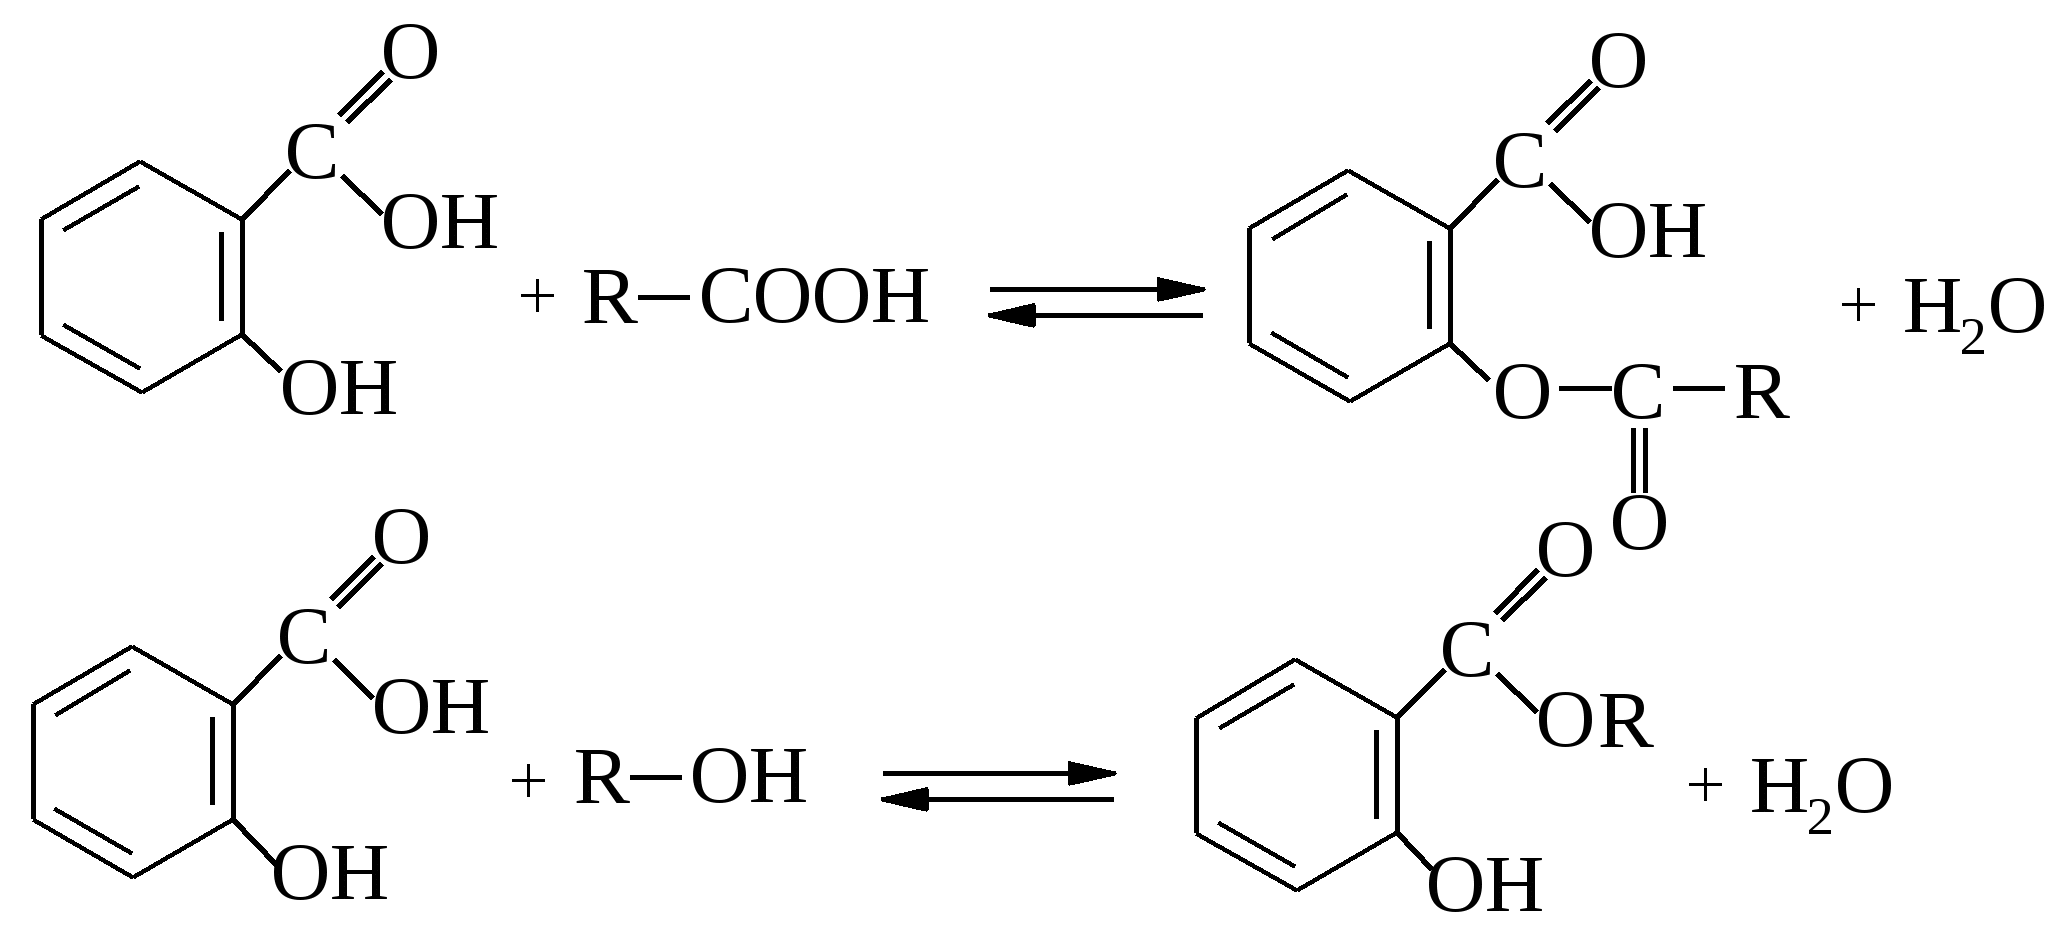 O
O
C
C
OH
OH
+ R—COOH
+ H₂O
OH
O—C—R
O
O
O
C
C
OH
OR
+ R—OH
+ H₂O
OH
OH